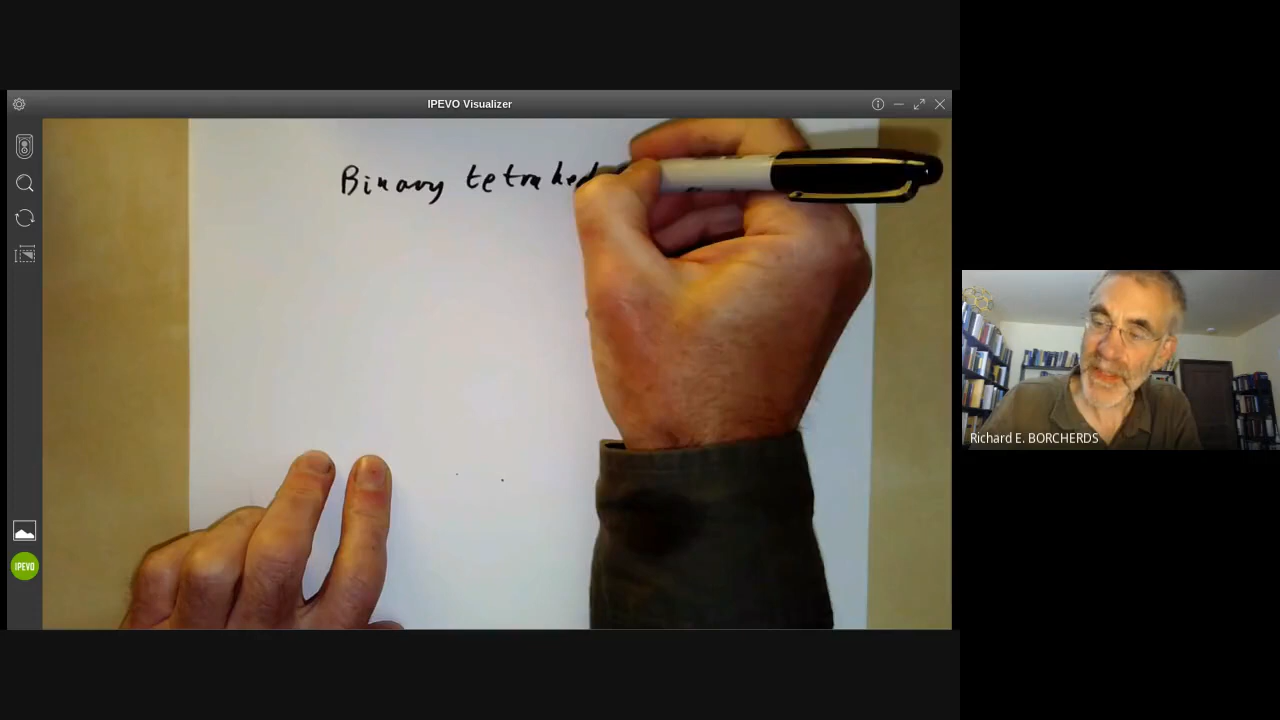 IPEVO Visualizer
Binary tetrahed
IPEVO
Richard E. BORCHERDS